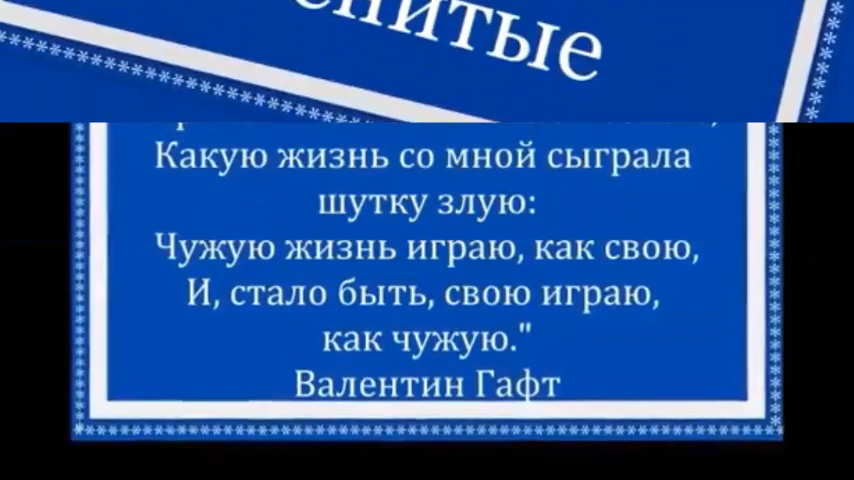 Какую жизнь со мной сыграла
шутку злую:
Чужую жизнь играю, как свою,
И, стало быть, свою играю,
как чужую."
Валентин Гафт